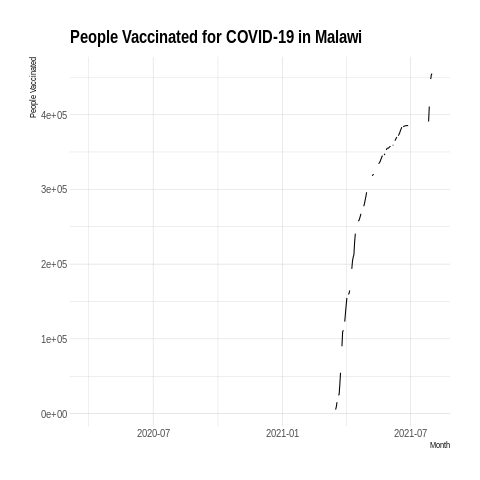 People Vaccinated for COVID-19 in Malawi
People Vaccinated
4e+05
3e+05
2e+05
1e+05
0e+00
2020-07 2021-01 2021-07
Month